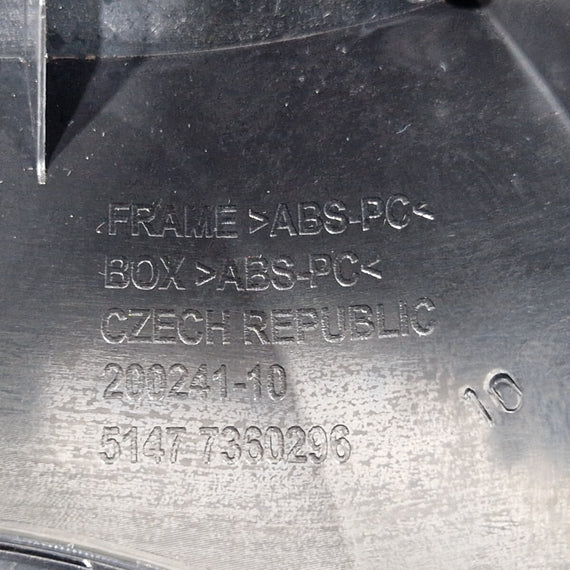 FRAME >ABS-PC<
BOX >ABS-PC<
CZECH REPUBLIC
200241-10
5147 7360296
10